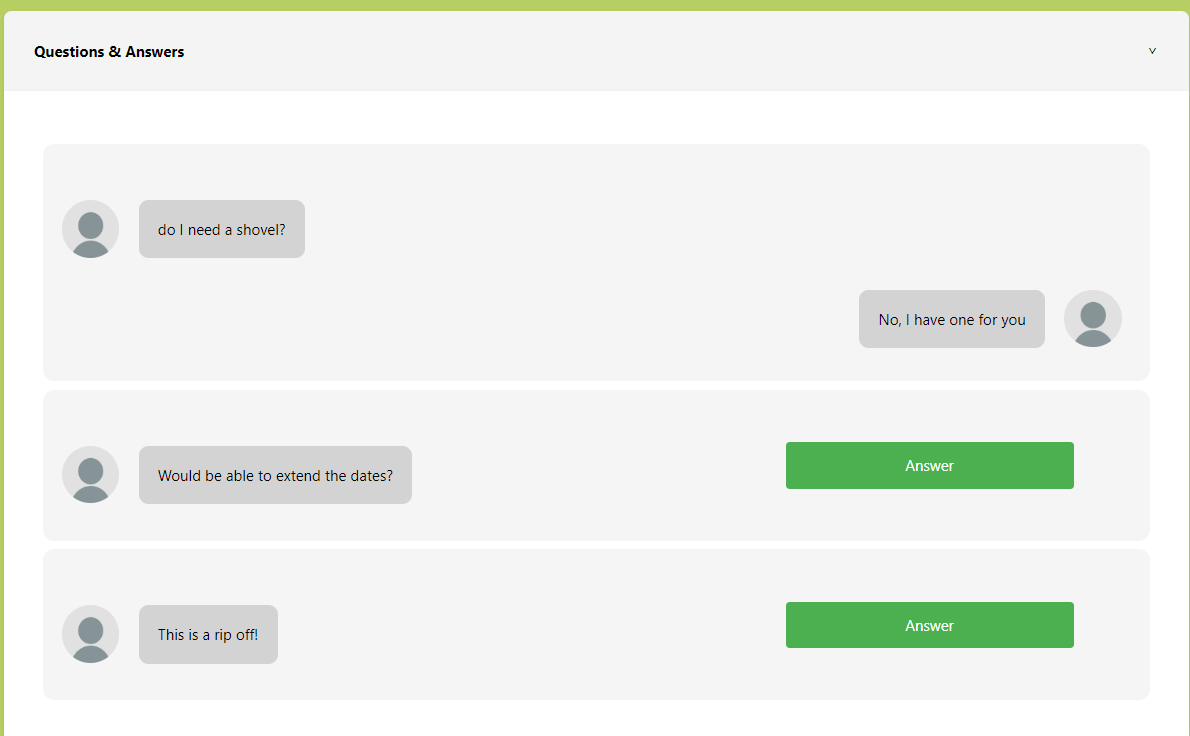 Questions & Answers
do I need a shovel?
No, I have one for you
Would be able to extend the dates?
Answer
This is a rip off!
Answer